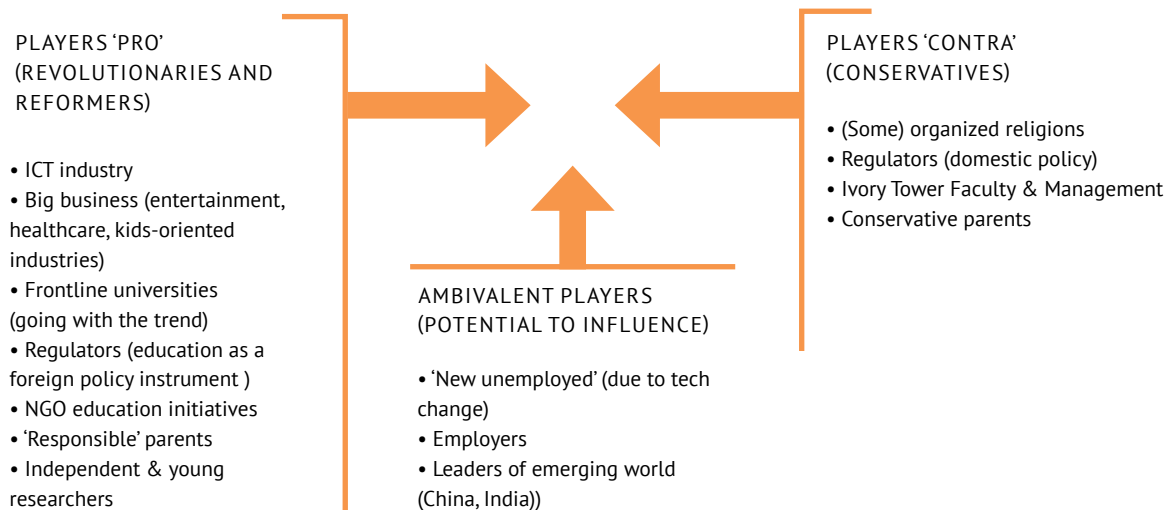 PLAYERS ‘PRO’
(REVOLUTIONARIES AND
REFORMERS)
• ICT industry
• Big business (entertainment,
healthcare, kids-oriented
industries)
• Frontline universities
(going with the trend)
• Regulators (education as a
foreign policy instrument )
• NGO education initiatives
• ‘Responsible’ parents
• Independent & young
researchers
AMBIVALENT PLAYERS
(POTENTIAL TO INFLUENCE)
• ‘New unemployed’ (due to tech
change)
• Employers
• Leaders of emerging world
(China, India))
PLAYERS ‘CONTRA’
(CONSERVATIVES)
• (Some) organized religions
• Regulators (domestic policy)
• Ivory Tower Faculty & Management
• Conservative parents